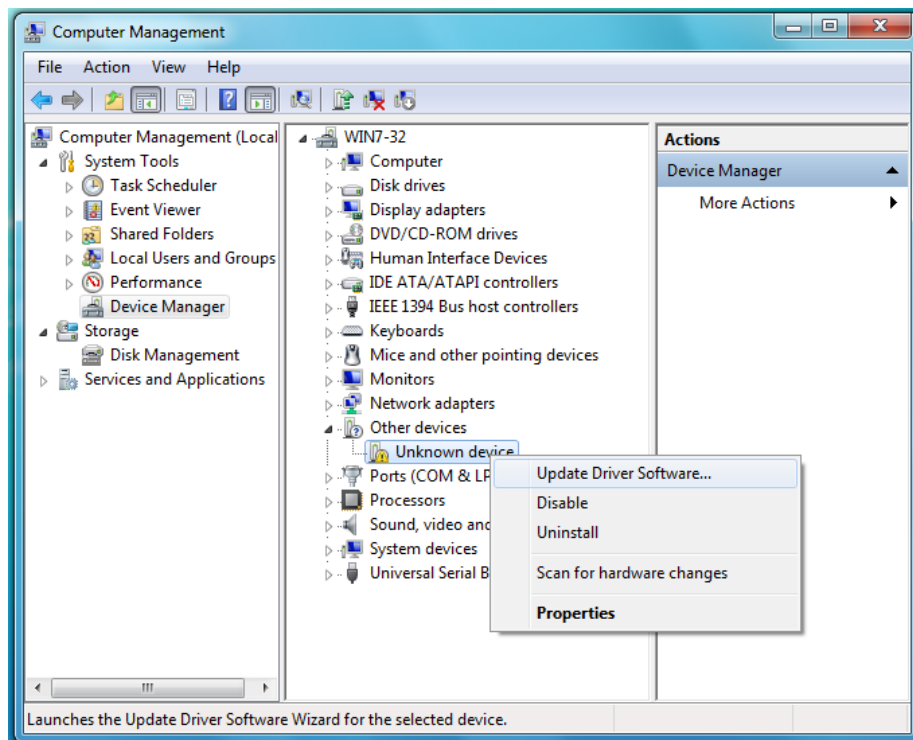 Computer Management
File Action View Help
Computer Management (Local
System Tools
Task Scheduler
Event Viewer
Shared Folders
Local Users and Groups
Performance
Device Manager
Storage
Disk Management
Services and Applications
WIN7-32
Computer
Disk drives
Display adapters
DVD/CD-ROM drives
Human Interface Devices
IDE ATA/ATAPI controllers
IEEE 1394 Bus host controllers
Keyboards
Mice and other pointing devices
Monitors
Network adapters
Other devices
Unknown device
Ports (COM & LP
Processors
Sound, video and
System devices
Universal Serial B
Update Driver Software...
Disable
Uninstall
Scan for hardware changes
Properties
Actions
Device Manager
More Actions
Launches the Update Driver Software Wizard for the selected device.